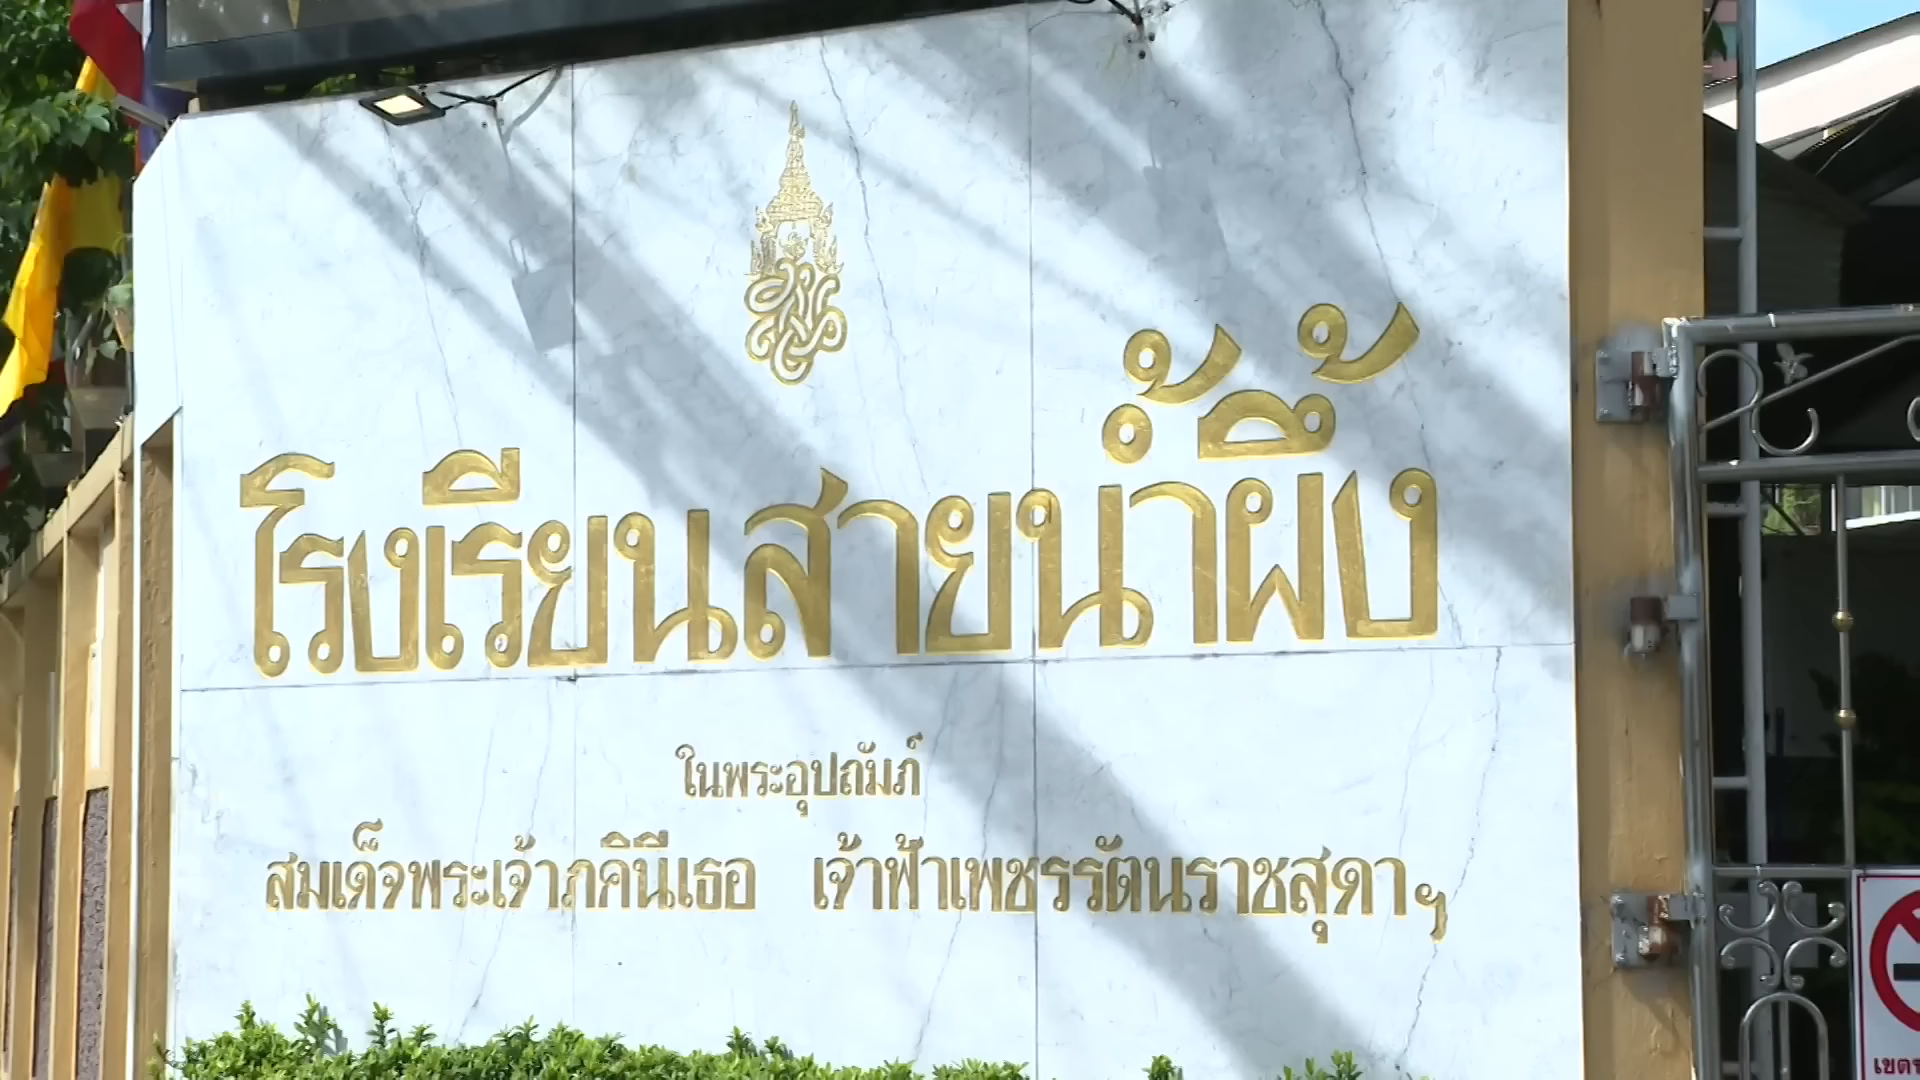 โรงเรียนสายน้ำผึ้ง
ในพระอุปถัมภ์
สมเด็จพระเจ้าภคินีเธอ เจ้าฟ้าเพชรรัตนราชสุดาฯ